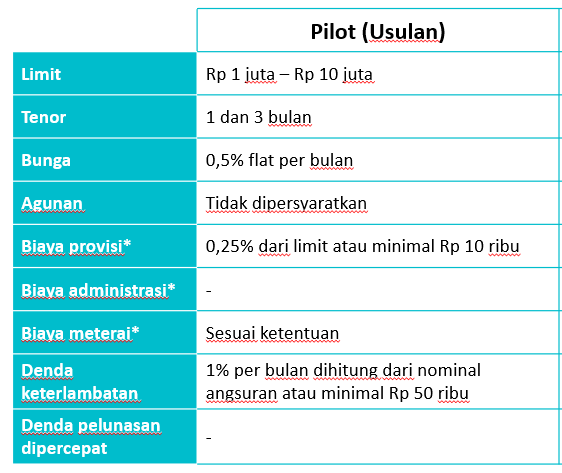 Pilot (Usulan)
Limit
Rp 1 juta – Rp 10 juta
Tenor
1 dan 3 bulan
Bunga
0,5% flat per bulan
Agunan
Tidak dipersyaratkan
Biaya provisi*
0,25% dari limit atau minimal Rp 10 ribu
Biaya administrasi*
-
Biaya meterai*
Sesuai ketentuan
Denda
keterlambatan
1% per bulan dihitung dari nominal
angsuran atau minimal Rp 50 ribu
Denda pelunasan
dipercepat
-